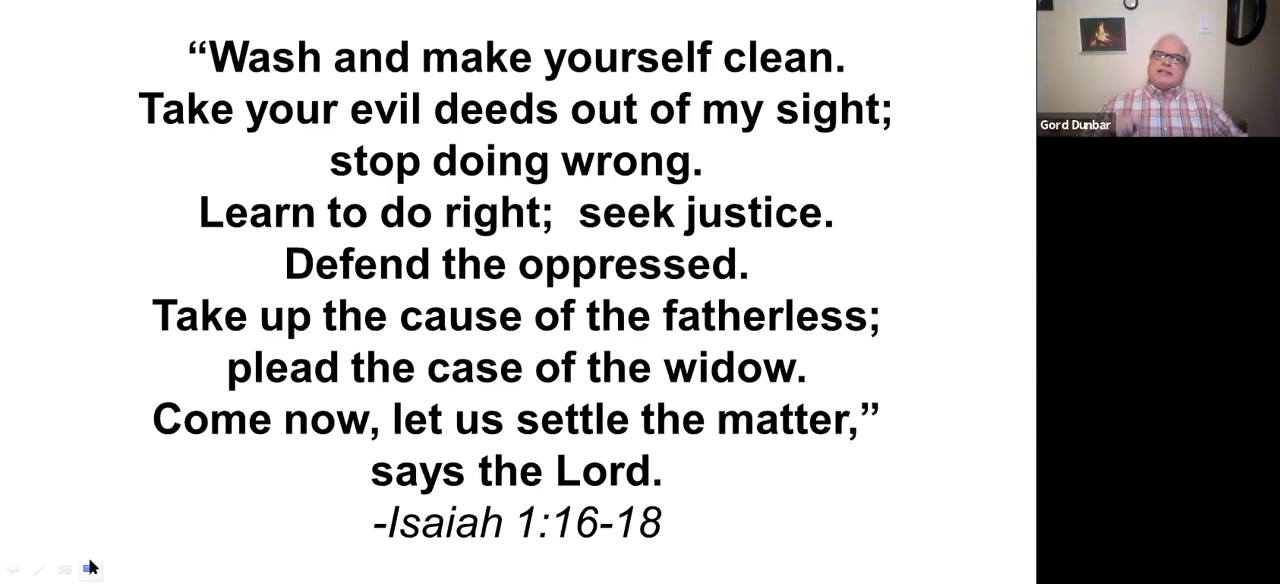 “Wash and make yourself clean.
Take your evil deeds out of my sight;
stop doing wrong.
Learn to do right;  seek justice.
Defend the oppressed.
Take up the cause of the fatherless;
plead the case of the widow.
Come now, let us settle the matter,”
says the Lord.
-Isaiah 1:16-18
Gord Dunbar